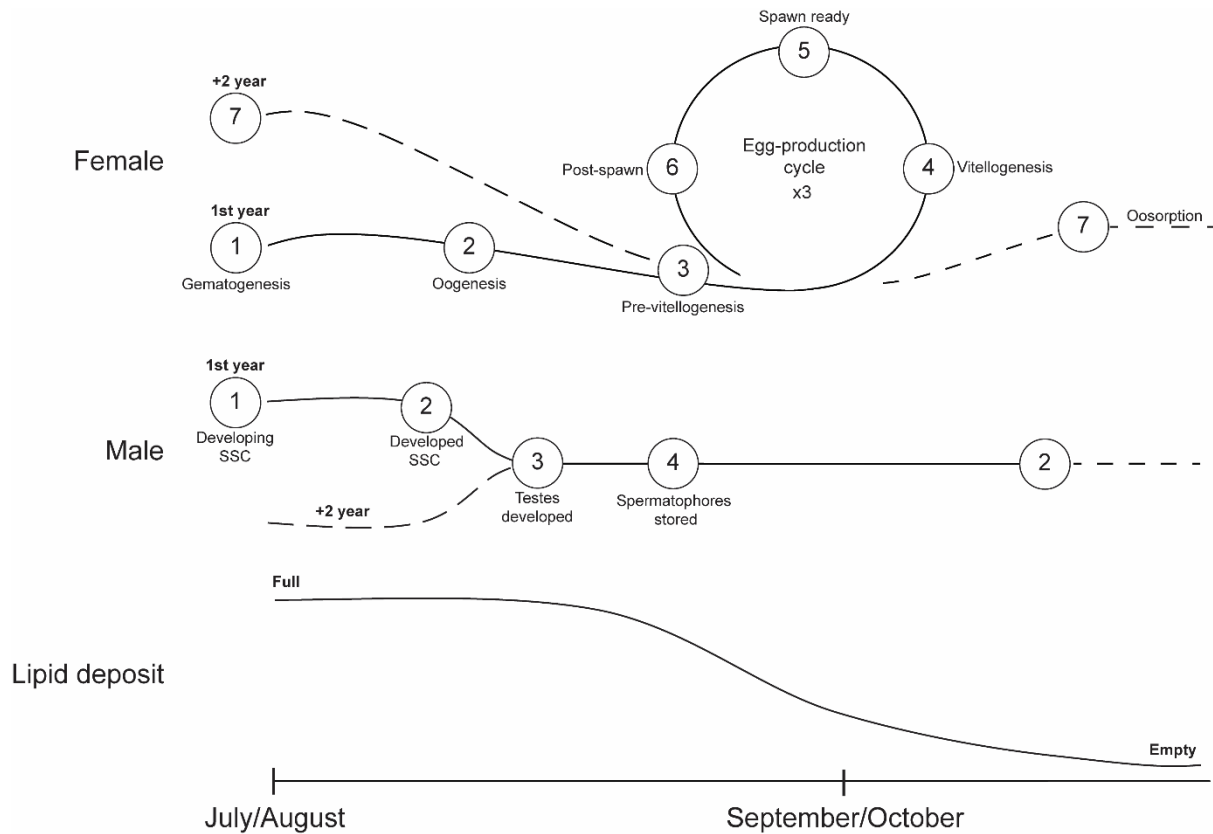 Spawn ready
5
+2 year
7
Female
Egg-production
cycle
x3
Post-spawn
6
4
Vitellogenesis
1st year
1
Gematogenesis
2
Oogenesis
3
Pre-vitellogenesis
7
Oosorption
1st year
1
Developing
SSC
2
Developed
SSC
Male
3
Testes
developed
4
Spermatophores
stored
2
+2 year
Full
Lipid deposit
Empty
July/August
September/October